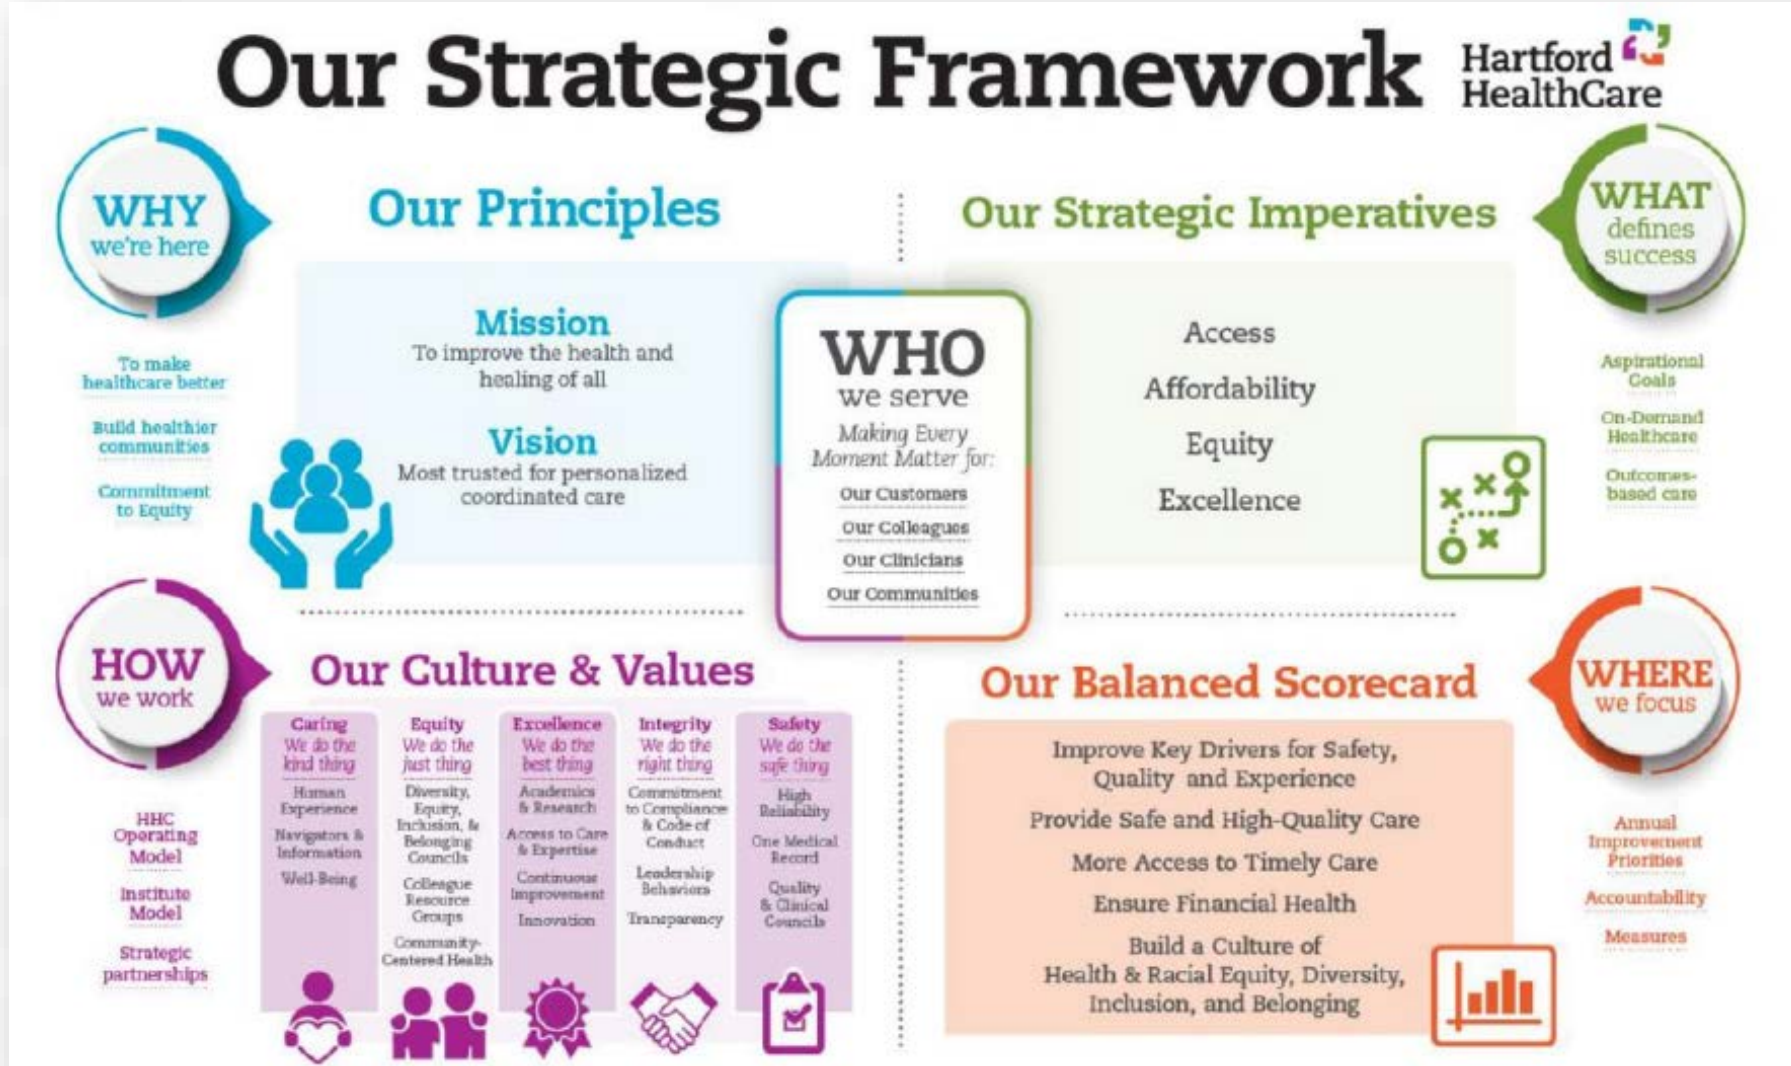 Our Strategic Framework
Hartford
HealthCare
WHY
we're here
To make
healthcare better
Build healthier
communities
Commitment
to Equity
Our Principles
Mission
To improve the health and
healing of all
Vision
Most trusted for personalized
coordinated care
WHO
we serve
Making Every
Moment Matter for:
Our Customers
Our Colleagues
Our Clinicians
Our Communities
Our Strategic Imperatives
Access
Affordability
Equity
Excellence
WHAT
defines
success
Aspirational
Goals
On-Demand
Healthcare
Outcomes-
based care
HOW
we work
HHC
Operating
Model
Institute
Model
Strategic
partnerships
Our Culture & Values
Caring
We do the
kind thing
Human
Experience
Navigators &
Information
Well-Being
Equity
We do the
just thing
Diversity,
Equity,
Inclusion, &
Belonging
Councils
Colleague
Resource
Groups
Community-
Centered Health
Excellence
We do the
best thing
Academics
& Research
Access to Care
& Expertise
Continuous
Improvement
Innovation
Integrity
We do the
right thing
Commitment
to Compliance
& Code of
Conduct
Leadership
Behaviors
Transparency
Safety
We do the
safe thing
High
Reliability
One Medical
Record
Quality
& Clinical
Councils
Our Balanced Scorecard
Improve Key Drivers for Safety,
Quality and Experience
Provide Safe and High-Quality Care
More Access to Timely Care
Ensure Financial Health
Build a Culture of
Health & Racial Equity, Diversity,
Inclusion, and Belonging
WHERE
we focus
Annual
Improvement
Priorities
Accountability
Measures